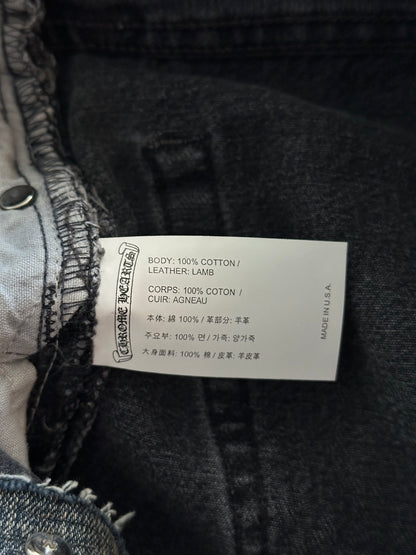 CHROME HEARTS
BODY: 100% COTTON /
LEATHER: LAMB
CORPS: 100% COTON /
CUIR: AGNEAU
本体: 綿 100% / 革部分: 羊革
주요부: 100% 면 / 가죽: 양가죽
大身面料: 100% 棉 / 皮革: 羊皮革
MADE IN U.S.A.